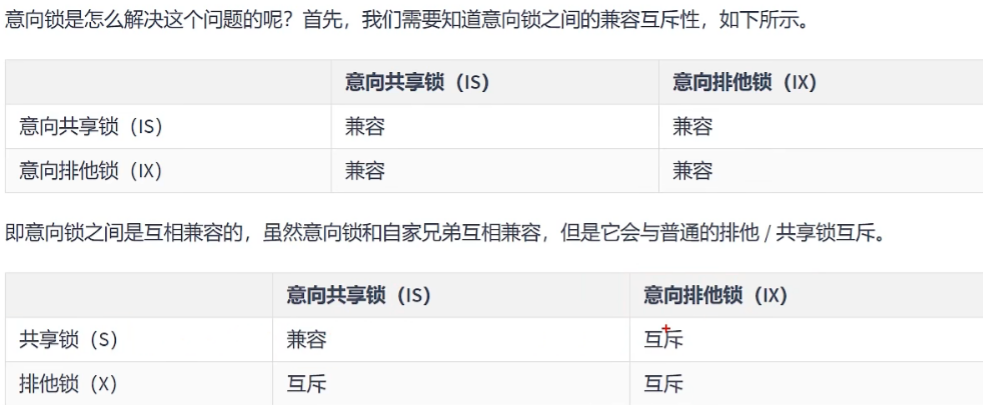 意向锁是怎么解决这个问题的呢？首先，我们需要知道意向锁之间的兼容互斥性，如下所示。
意向共享锁（IS） 意向排他锁（IX）
意向共享锁（IS） 兼容 兼容
意向排他锁（IX） 兼容 兼容
即意向锁之间是互相兼容的，虽然意向锁和自家兄弟互相兼容，但是它会与普通的排他 / 共享锁互斥。
意向共享锁（IS） 意向排他锁（IX）
共享锁（S） 兼容 互斥
排他锁（X） 互斥 互斥